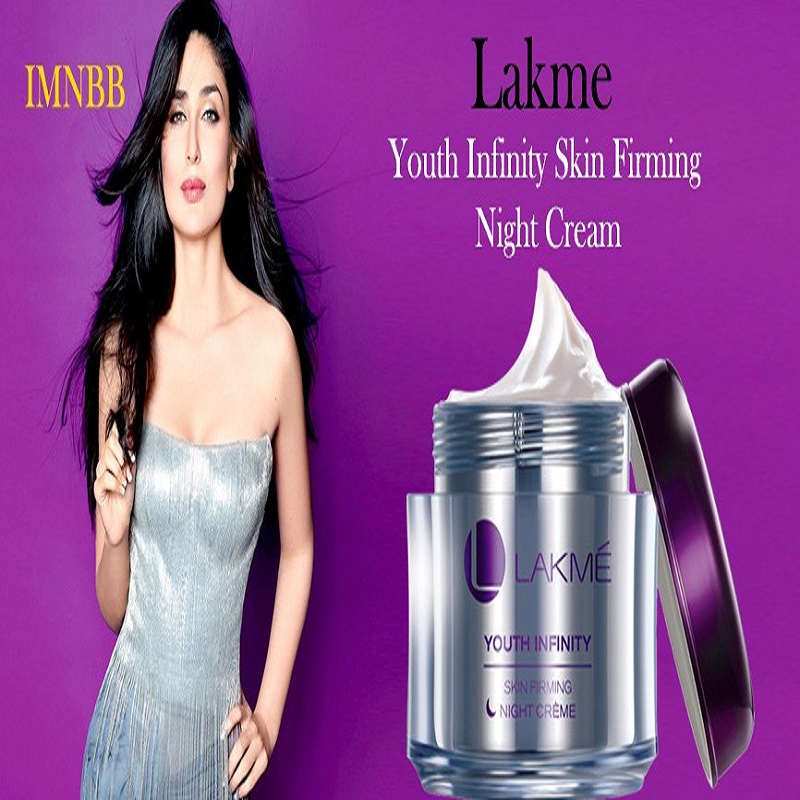 IMNBB
Lakme
Youth Infinity Skin Firming
Night Cream
L LAKMÉ
YOUTH INFINITY
SKIN FIRMING
NIGHT CRÈME